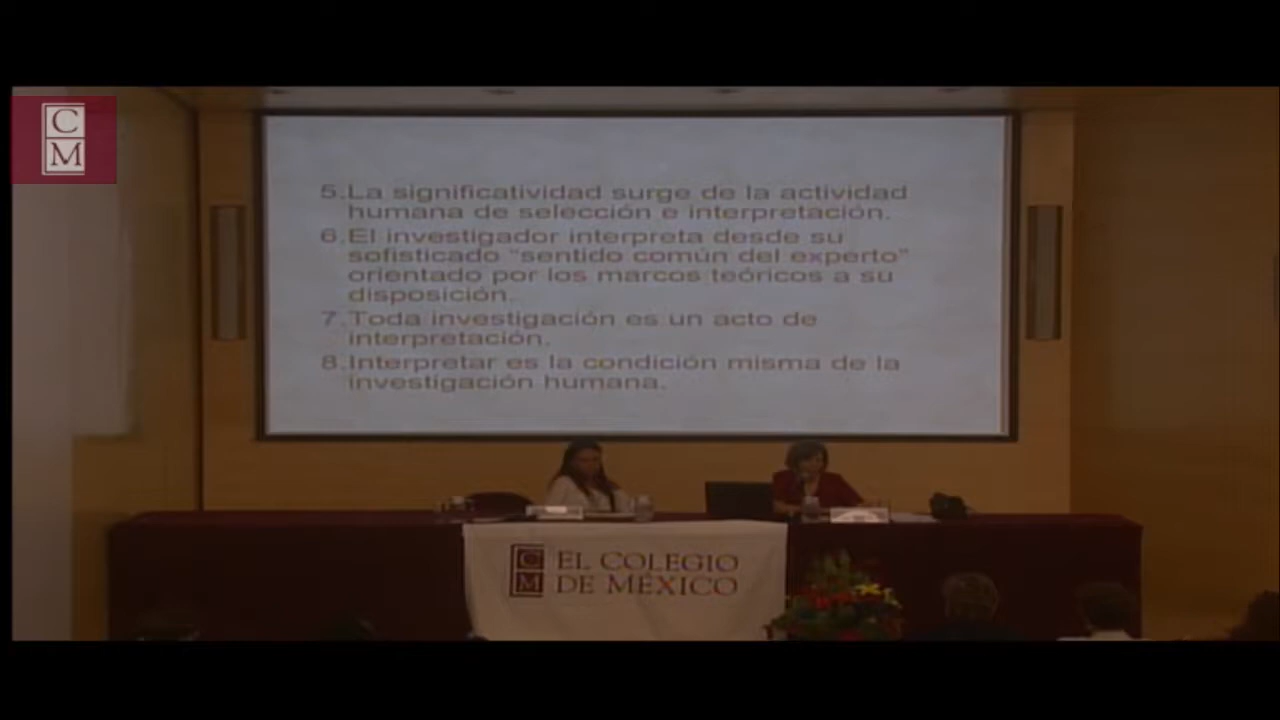 C
M
5. La significatividad surge de la actividad
humana de selección e interpretación.
6. El investigador interpreta desde su
sofisticado "sentido común del experto"
orientado por los marcos teóricos a su
disposición.
7. Toda investigación es un acto de
interpretación.
8. Interpretar es la condición misma de la
investigación humana.
C
M
EL COLEGIO
DE MÉXICO